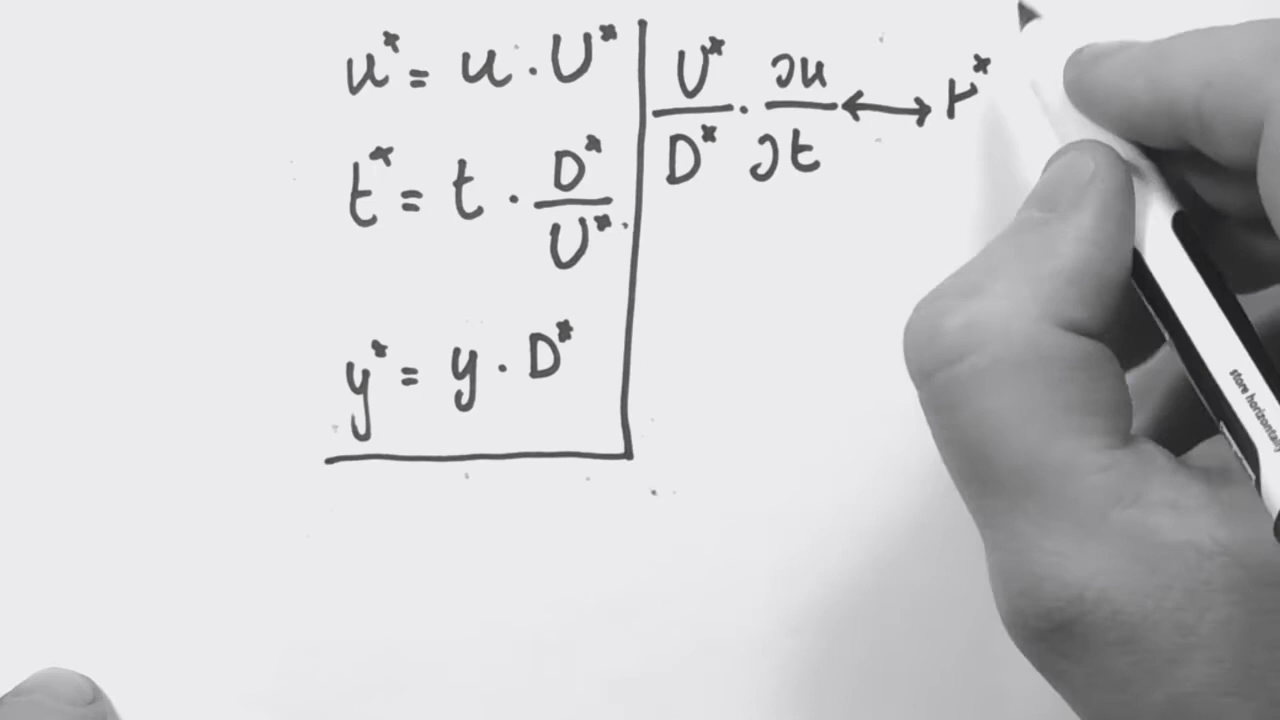 u* = u · U*
t* = t · D*/U*
y* = y · D*
U*/D* · ∂u/∂t ↔ r*
store horizontally